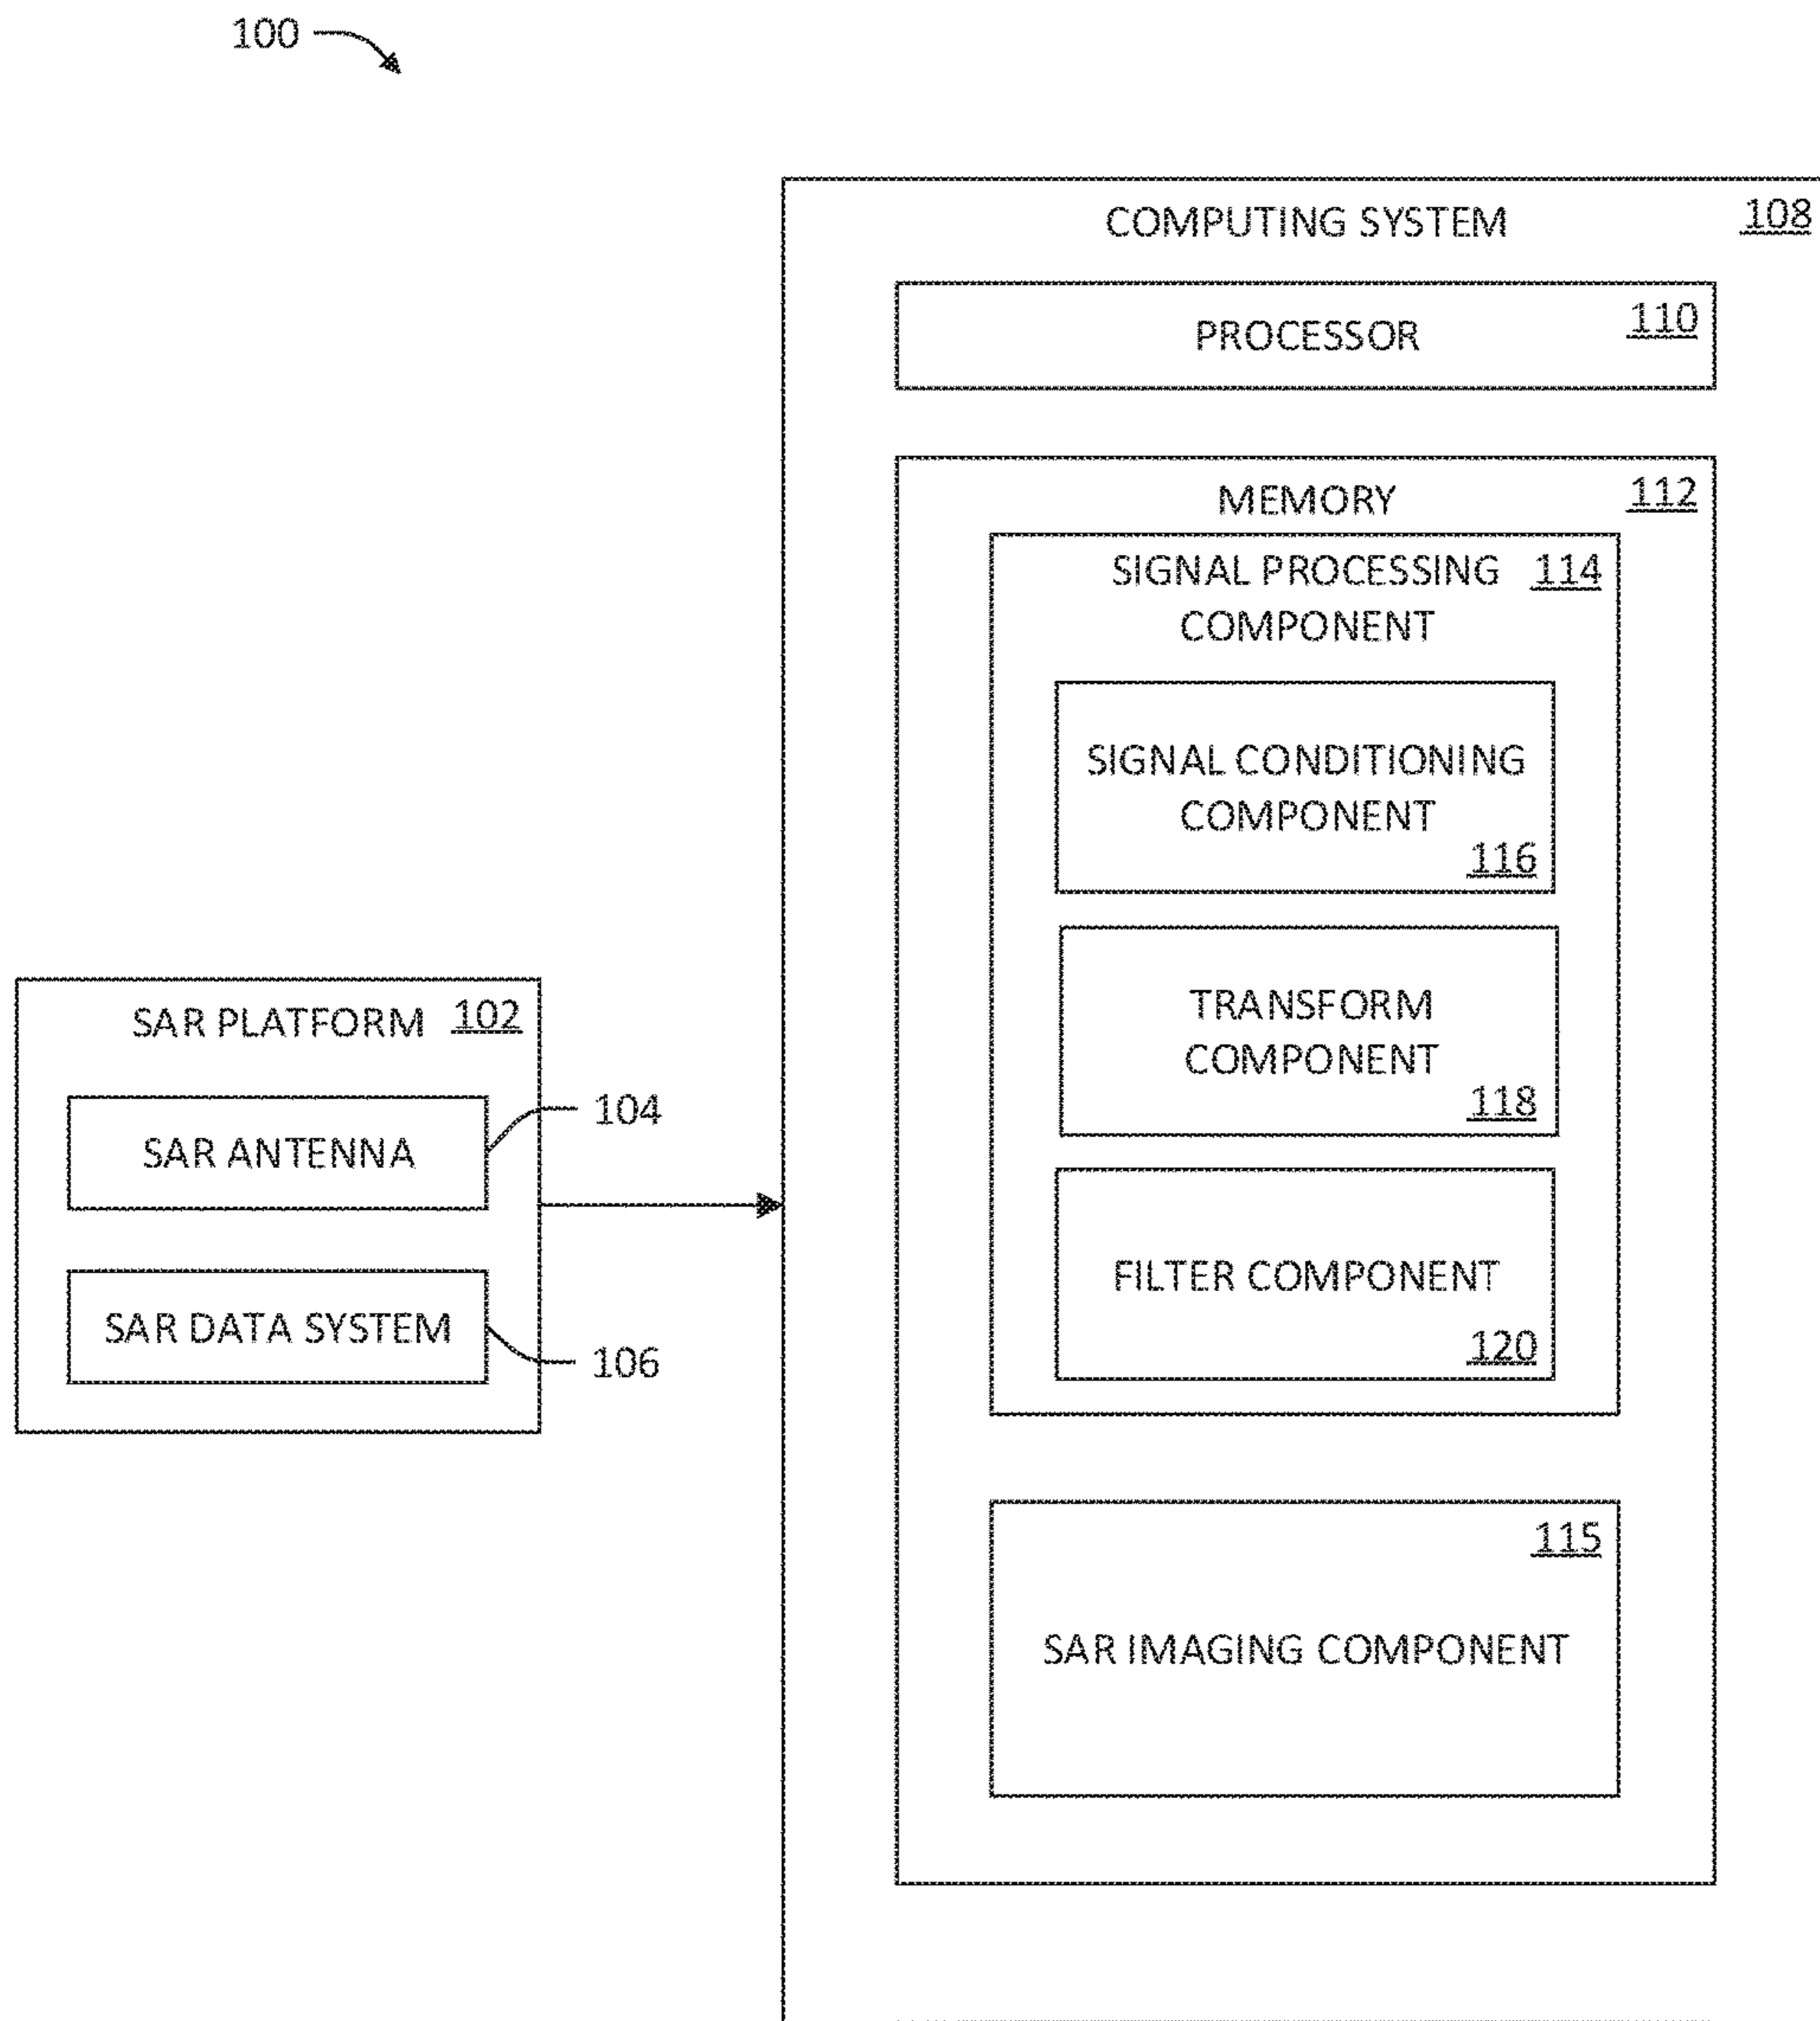 100
COMPUTING SYSTEM 108
PROCESSOR 110
MEMORY 112
SIGNAL PROCESSING 114
COMPONENT
SIGNAL CONDITIONING
COMPONENT
116
TRANSFORM
COMPONENT
118
FILTER COMPONENT
120
115
SAR IMAGING COMPONENT
SAR PLATFORM 102
SAR ANTENNA
104
SAR DATA SYSTEM
106